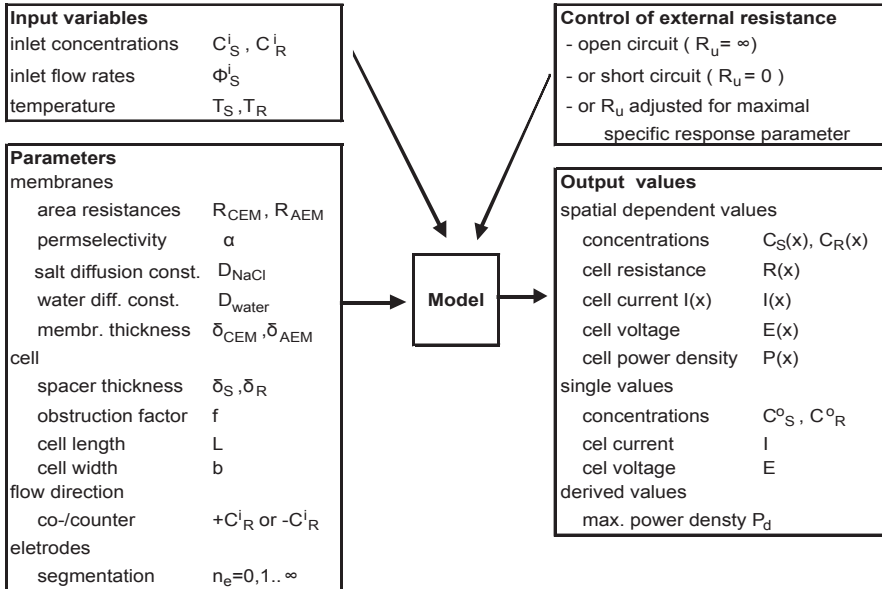 Input variables
inlet concentrations C^i_S , C^i_R
inlet flow rates Φ^i_S
temperature T_S ,T_R
Parameters
membranes
area resistances R_CEM, R_AEM
permselectivity α
salt diffusion const. D_NaCl
water diff. const. D_water
membr. thickness δ_CEM ,δ_AEM
cell
spacer thickness δ_S ,δ_R
obstruction factor f
cell length L
cell width b
flow direction
co-/counter +C^i_R or -C^i_R
eletrodes
segmentation n_e=0,1.. ∞
Model
Control of external resistance
- open circuit ( R_u= ∞)
- or short circuit ( R_u= 0 )
- or R_u adjusted for maximal
specific response parameter
Output values
spatial dependent values
concentrations C_S(x), C_R(x)
cell resistance R(x)
cell current I(x) I(x)
cell voltage E(x)
cell power density P(x)
single values
concentrations C^o_S , C^o_R
cel current I
cel voltage E
derived values
max. power densty P_d